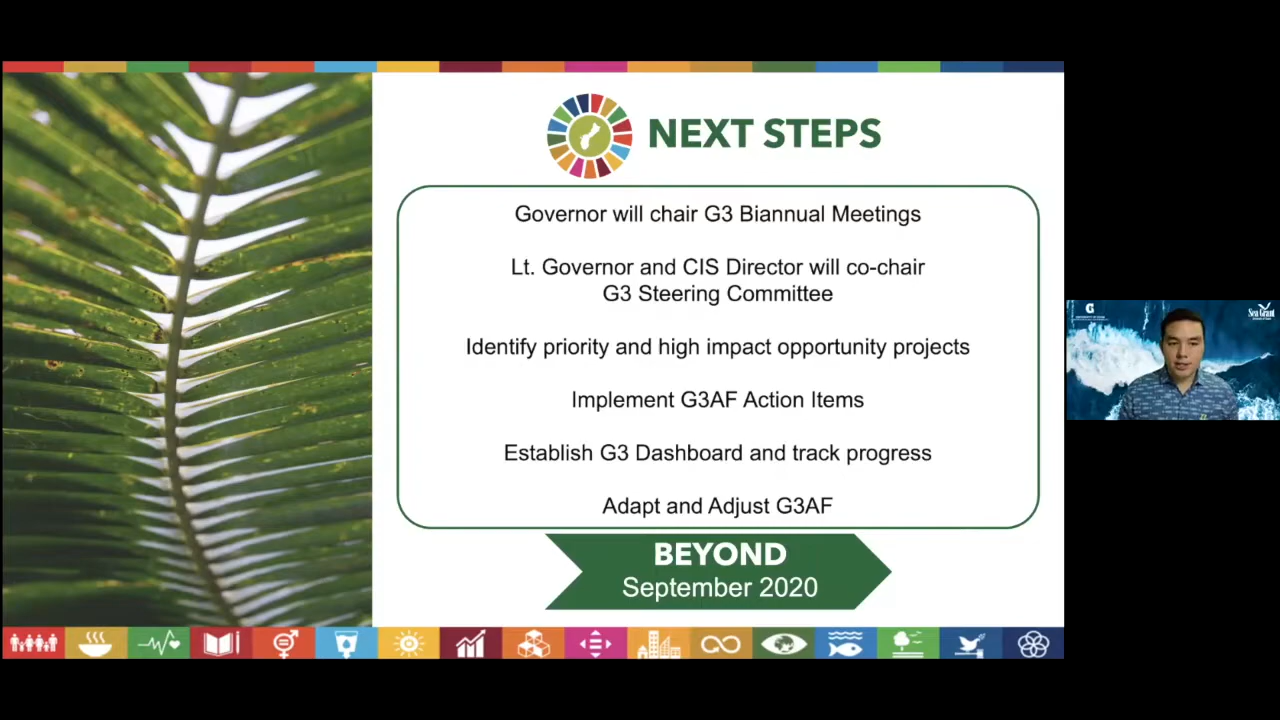 NEXT STEPS
Governor will chair G3 Biannual Meetings
Lt. Governor and CIS Director will co-chair
G3 Steering Committee
Identify priority and high impact opportunity projects
Implement G3AF Action Items
Establish G3 Dashboard and track progress
Adapt and Adjust G3AF
BEYOND
September 2020
G
Sea Grant